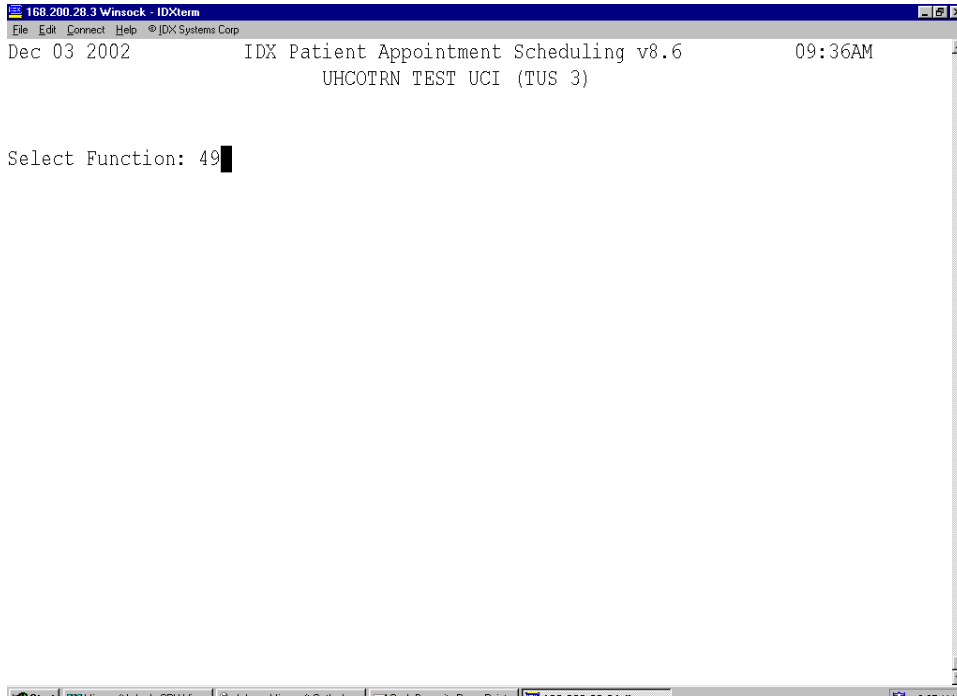 168.200.28.3 Winsock - IDXterm
File Edit Connect Help © IDX Systems Corp
Dec 03 2002 IDX Patient Appointment Scheduling v8.6 09:36AM
UHCOTRN TEST UCI (TUS 3)
Select Function: 49